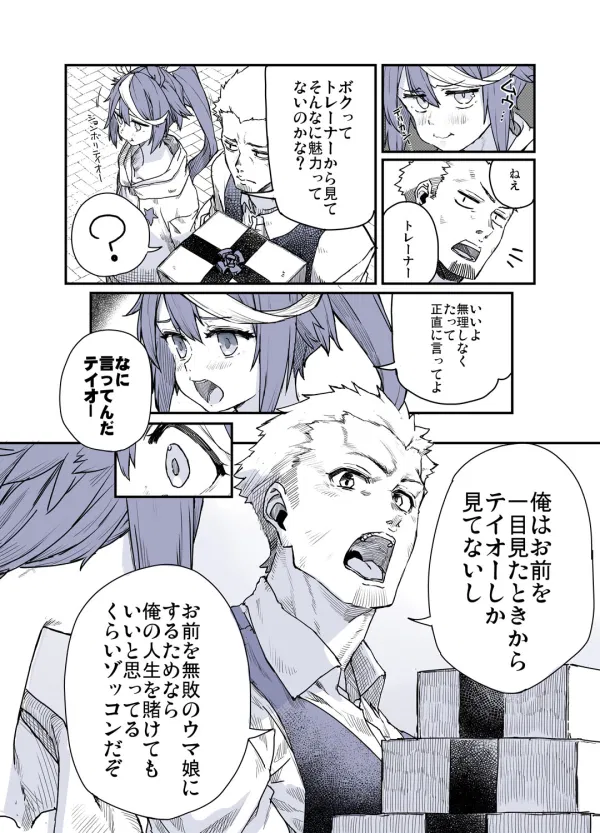 ムゥ…
チカッ
ねえ
トレーナー
ボクって
トレーナーから見て
そんなに魅力って
ないのかな？
ションボリテイオー
？
いいよ
無理しなく
たって
正直に言ってよ
なに
言ってんだ
テイオー
俺はお前を
一目見たときから
テイオーしか
見てないし
お前を無敗のウマ娘に
するためなら
俺の人生を賭けても
いいと思ってる
くらいゾッコンだぞ